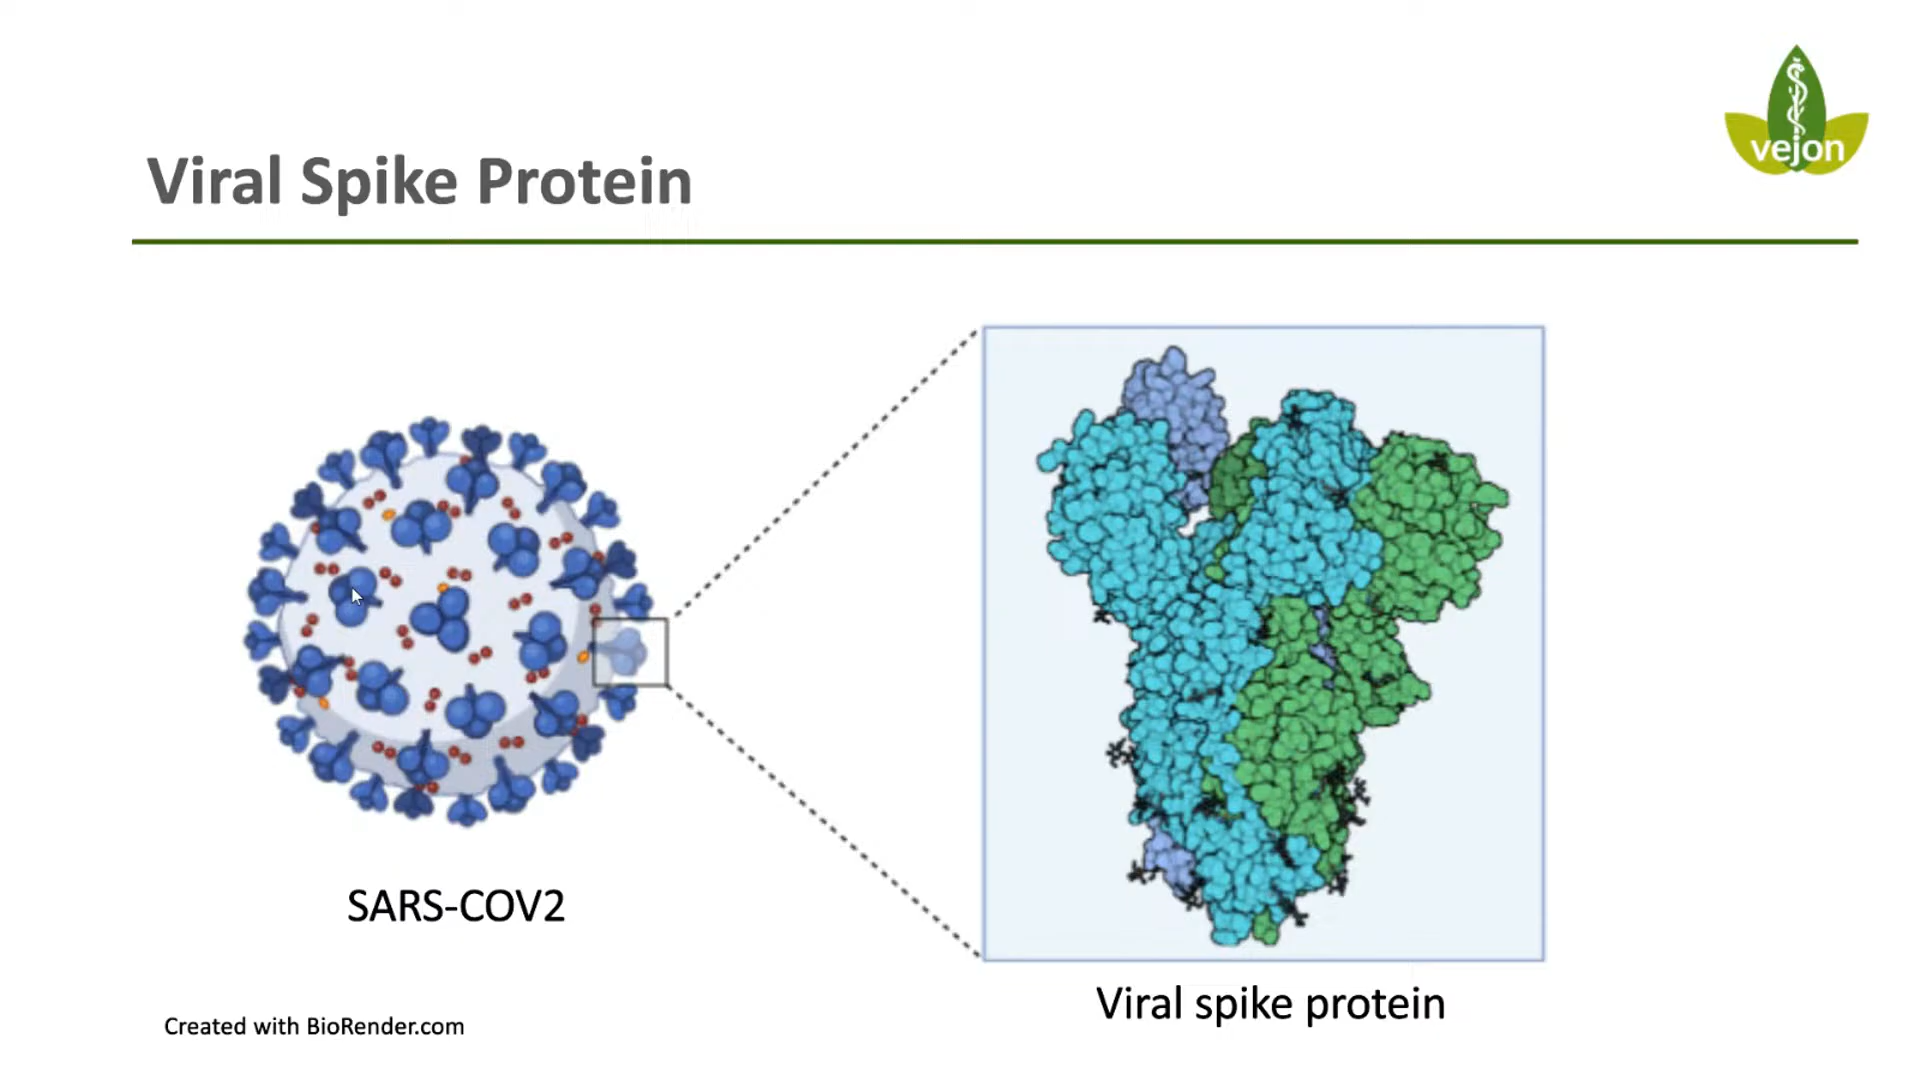 vejon
Viral Spike Protein
SARS-COV2
Viral spike protein
Created with BioRender.com